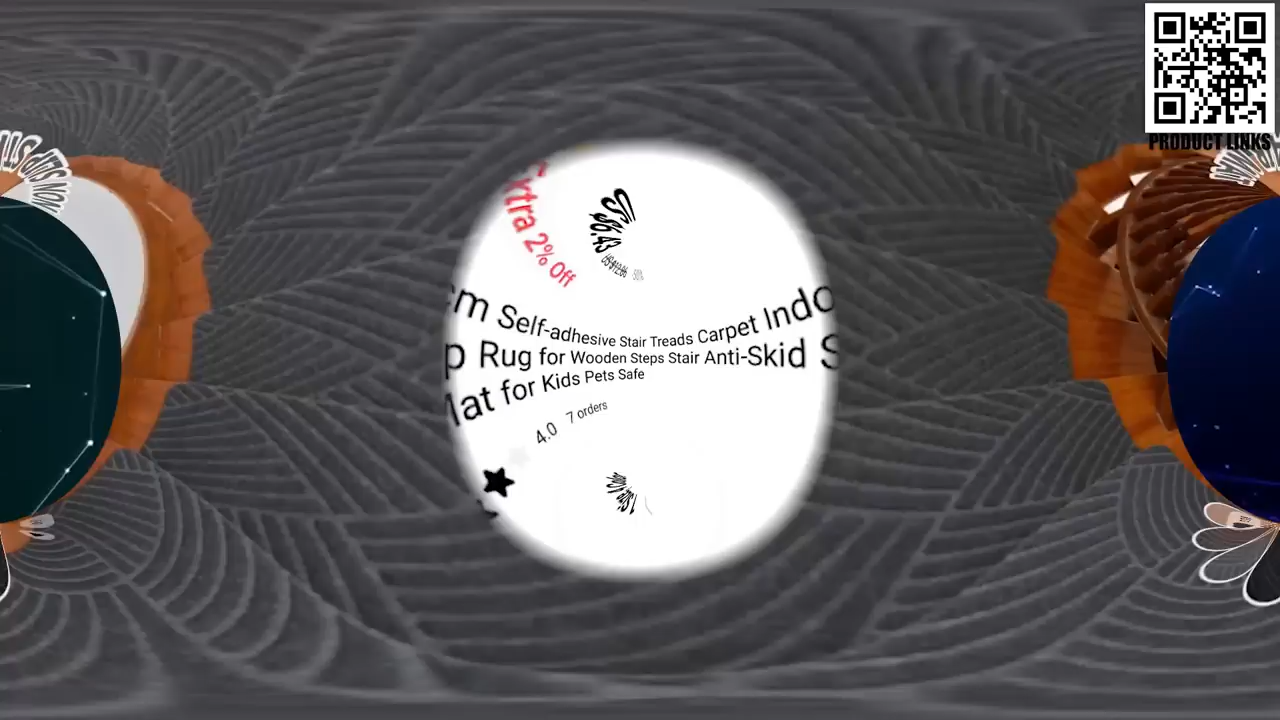 PRODUCT LINKS
Extra 2% Off
cm Self-adhesive Stair Treads Carpet Indo
p Rug for Wooden Steps Stair Anti-Skid S
Mat for Kids Pets Safe
4.0 7 orders